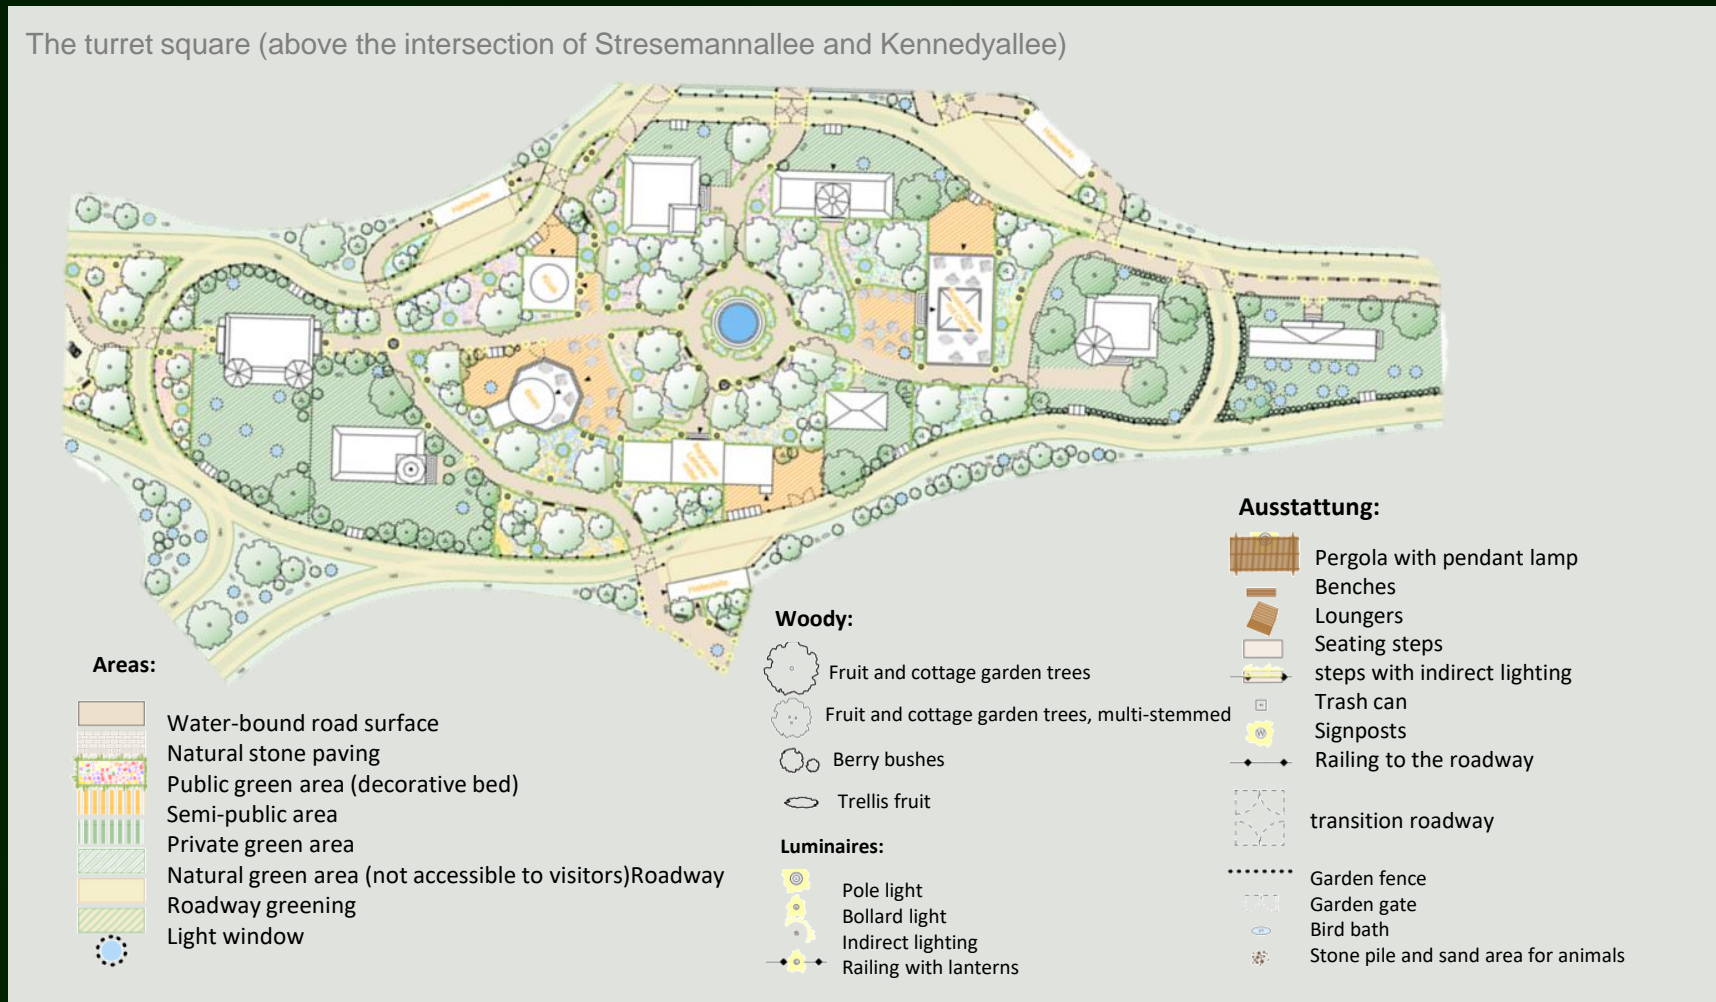 The turret square (above the intersection of Stresemannallee and Kennedyallee)
Haltestelle
Haltestelle
Haltestelle
Areas:
Water-bound road surface
Natural stone paving
Public green area (decorative bed)
Semi-public area
Private green area
Natural green area (not accessible to visitors)Roadway
Roadway greening
Light window
Woody:
Fruit and cottage garden trees
Fruit and cottage garden trees, multi-stemmed
Berry bushes
Trellis fruit
Luminaires:
Pole light
Bollard light
Indirect lighting
Railing with lanterns
Ausstattung:
Pergola with pendant lamp
Benches
Loungers
Seating steps
steps with indirect lighting
Trash can
Signposts
Railing to the roadway
transition roadway
Garden fence
Garden gate
Bird bath
Stone pile and sand area for animals